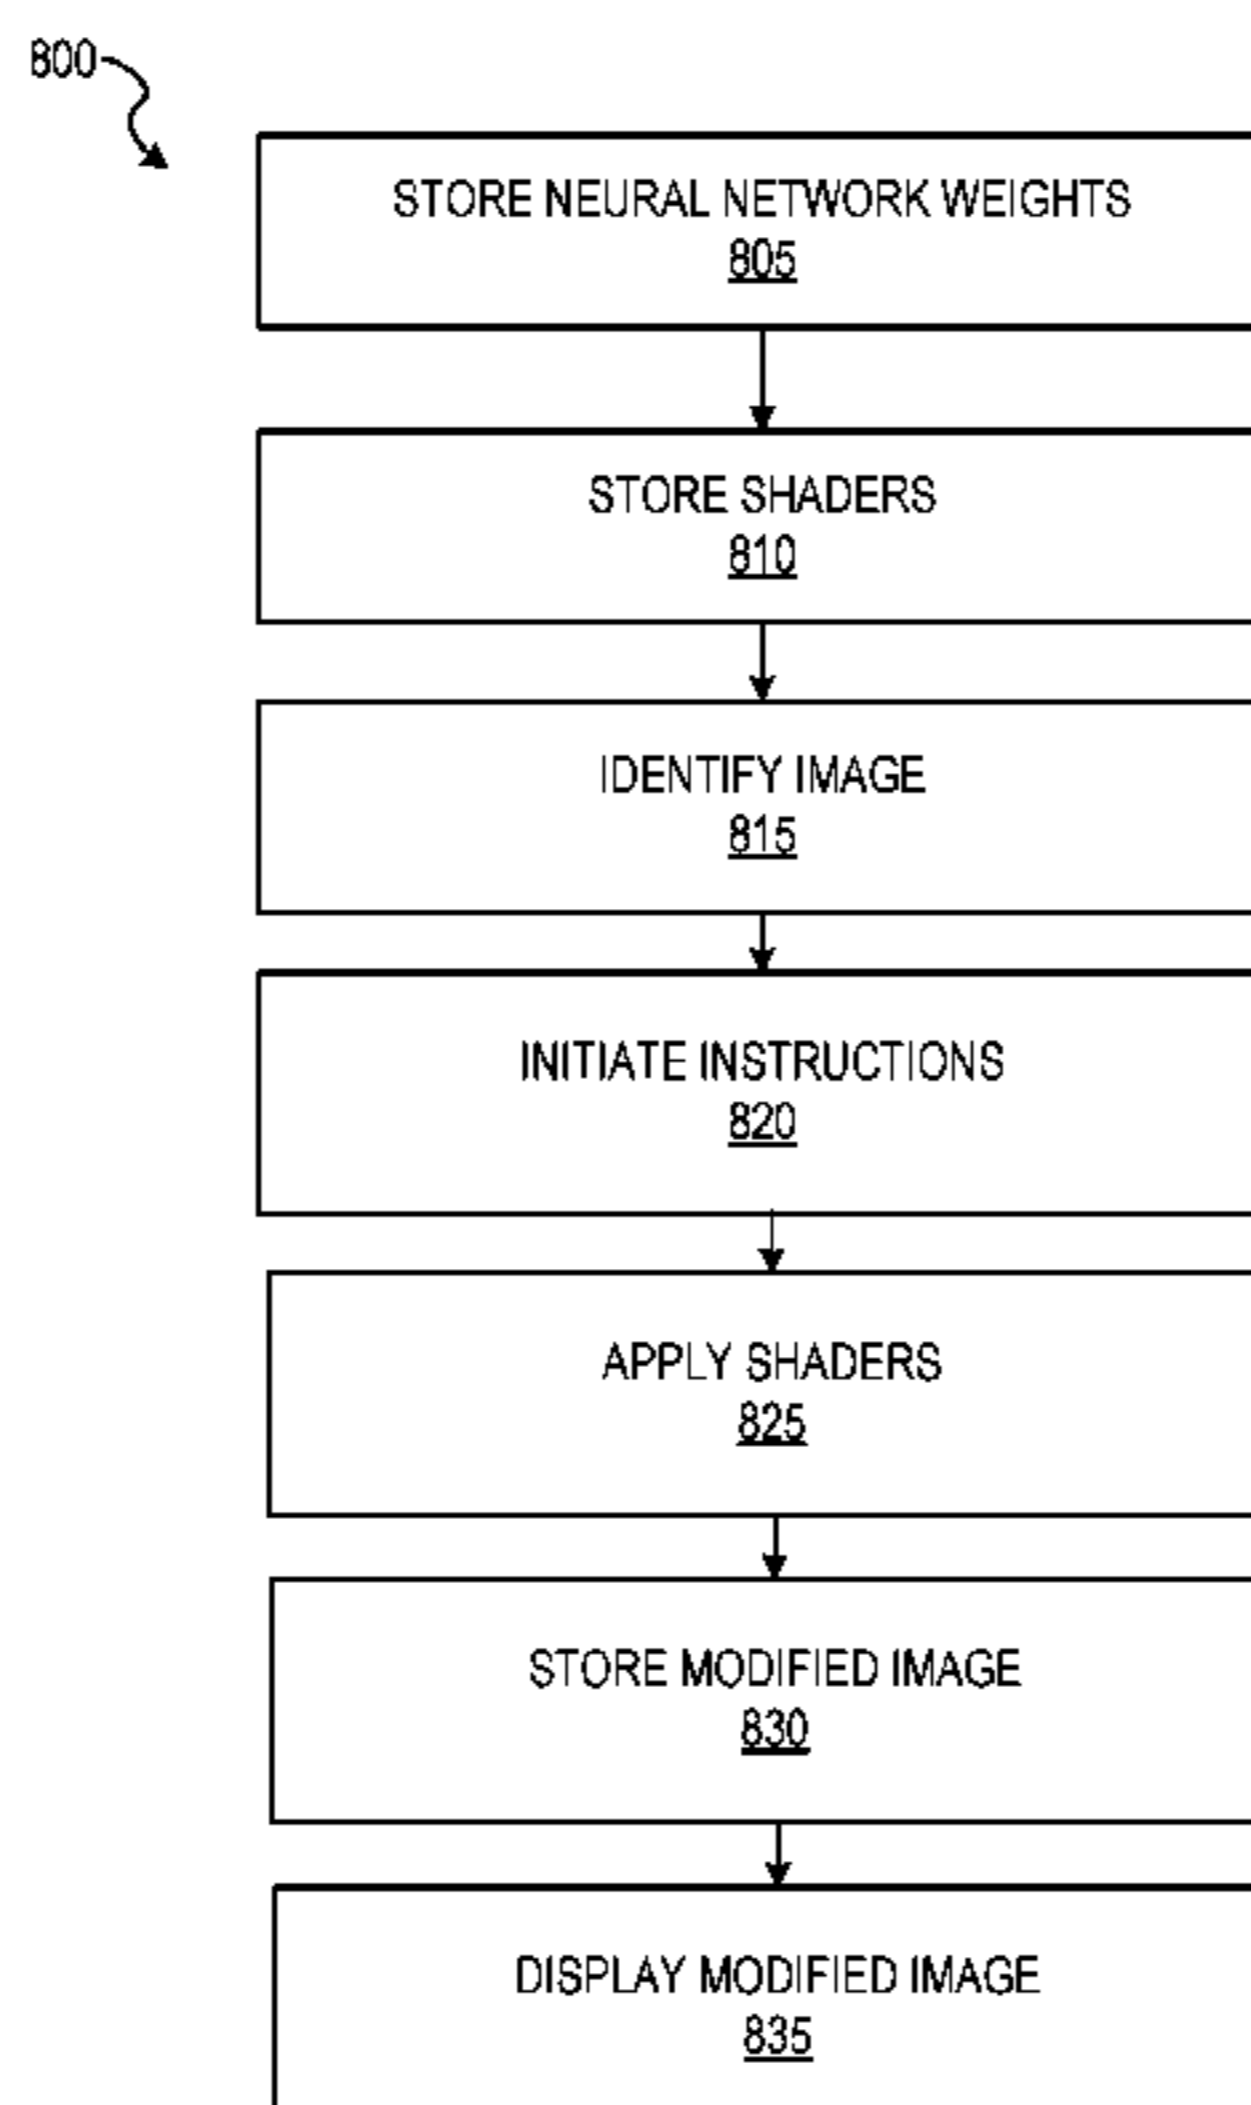 800
STORE NEURAL NETWORK WEIGHTS
805
STORE SHADERS
810
IDENTIFY IMAGE
815
INITIATE INSTRUCTIONS
820
APPLY SHADERS
825
STORE MODIFIED IMAGE
830
DISPLAY MODIFIED IMAGE
835